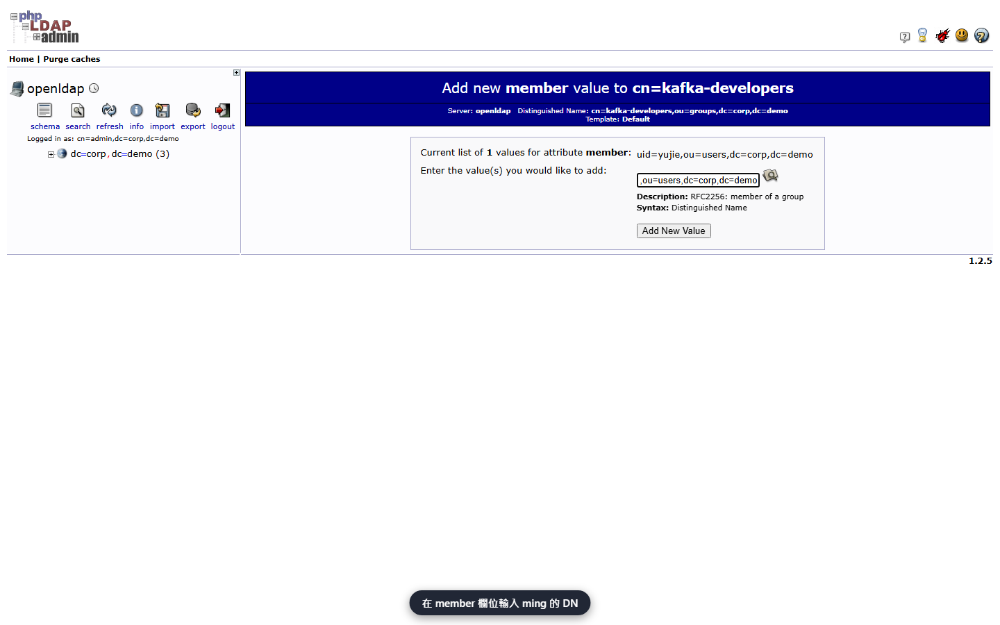 php
LDAP
admin
Home | Purge caches
openldap
schema search refresh info import export logout
Logged in as: cn=admin,dc=corp,dc=demo
dc=corp,dc=demo (3)
Add new member value to cn=kafka-developers
Server: openldap Distinguished Name: cn=kafka-developers,ou=groups,dc=corp,dc=demo
Template: Default
Current list of 1 values for attribute member: uid=yujie,ou=users,dc=corp,dc=demo
Enter the value(s) you would like to add:
,ou=users,dc=corp,dc=demo
Description: RFC2256: member of a group
Syntax: Distinguished Name
Add New Value
1.2.5
在 member 欄位輸入 ming 的 DN